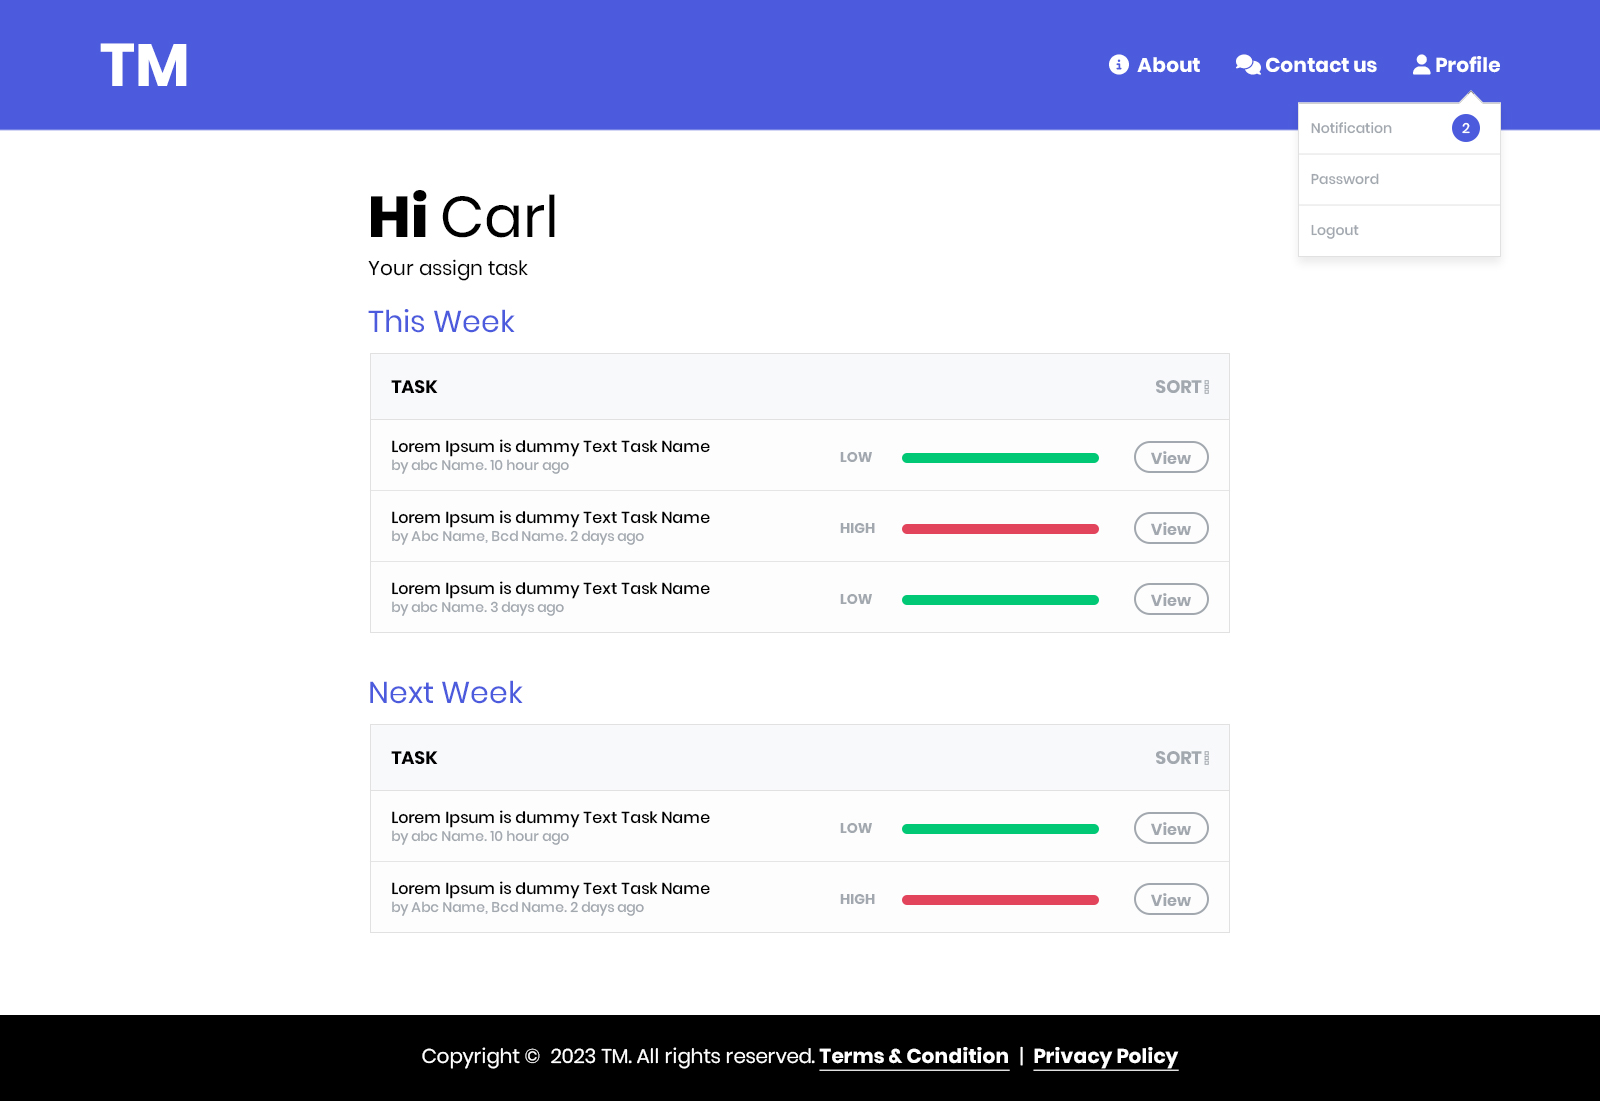 TM
About Contact us Profile
Notification 2
Password
Logout
Hi Carl
Your assign task
This Week
TASK SORT
Lorem Ipsum is dummy Text Task Name
by abc Name. 10 hour ago
LOW View
Lorem Ipsum is dummy Text Task Name
by Abc Name, Bcd Name. 2 days ago
HIGH View
Lorem Ipsum is dummy Text Task Name
by abc Name. 3 days ago
LOW View
Next Week
TASK SORT
Lorem Ipsum is dummy Text Task Name
by abc Name. 10 hour ago
LOW View
Lorem Ipsum is dummy Text Task Name
by Abc Name, Bcd Name. 2 days ago
HIGH View
Copyright © 2023 TM. All rights reserved. Terms & Condition | Privacy Policy